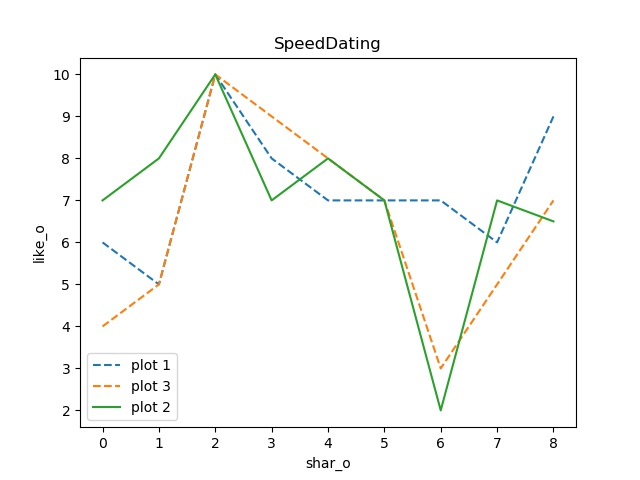 SpeedDating
10
9
8
7
6
5
4
3
2
like_o
plot 1
plot 3
plot 2
0 1 2 3 4 5 6 7 8
shar_o